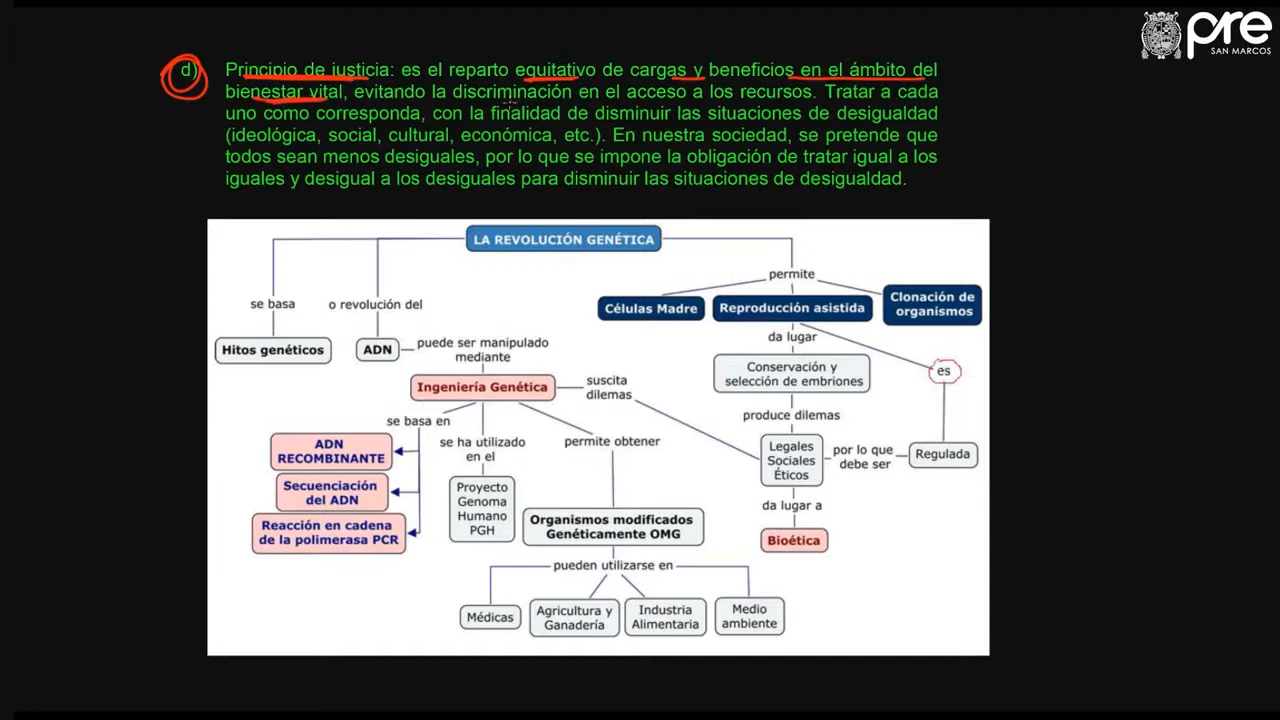 pre
SAN MARCOS
d) Principio de justicia: es el reparto equitativo de cargas y beneficios en el ámbito del
bienestar vital, evitando la discriminación en el acceso a los recursos. Tratar a cada
uno como corresponda, con la finalidad de disminuir las situaciones de desigualdad
(ideológica, social, cultural, económica, etc.). En nuestra sociedad, se pretende que
todos sean menos desiguales, por lo que se impone la obligación de tratar igual a los
iguales y desigual a los desiguales para disminuir las situaciones de desigualdad.
LA REVOLUCIÓN GENÉTICA
se basa
o revolución del
permite
Hitos genéticos
ADN
Células Madre
Reproducción asistida
Clonación de
organismos
puede ser manipulado
mediante
da lugar
Conservación y
selección de embriones
es
Ingeniería Genética
suscita
dilemas
produce dilemas
se basa en
ADN
RECOMBINANTE
Secuenciación
del ADN
Reacción en cadena
de la polimerasa PCR
se ha utilizado
en el
Proyecto
Genoma
Humano
PGH
permite obtener
Organismos modificados
Genéticamente OMG
Legales
Sociales
Éticos
por lo que
debe ser
Regulada
da lugar a
Bioética
pueden utilizarse en
Médicas
Agricultura y
Ganadería
Industria
Alimentaria
Medio
ambiente